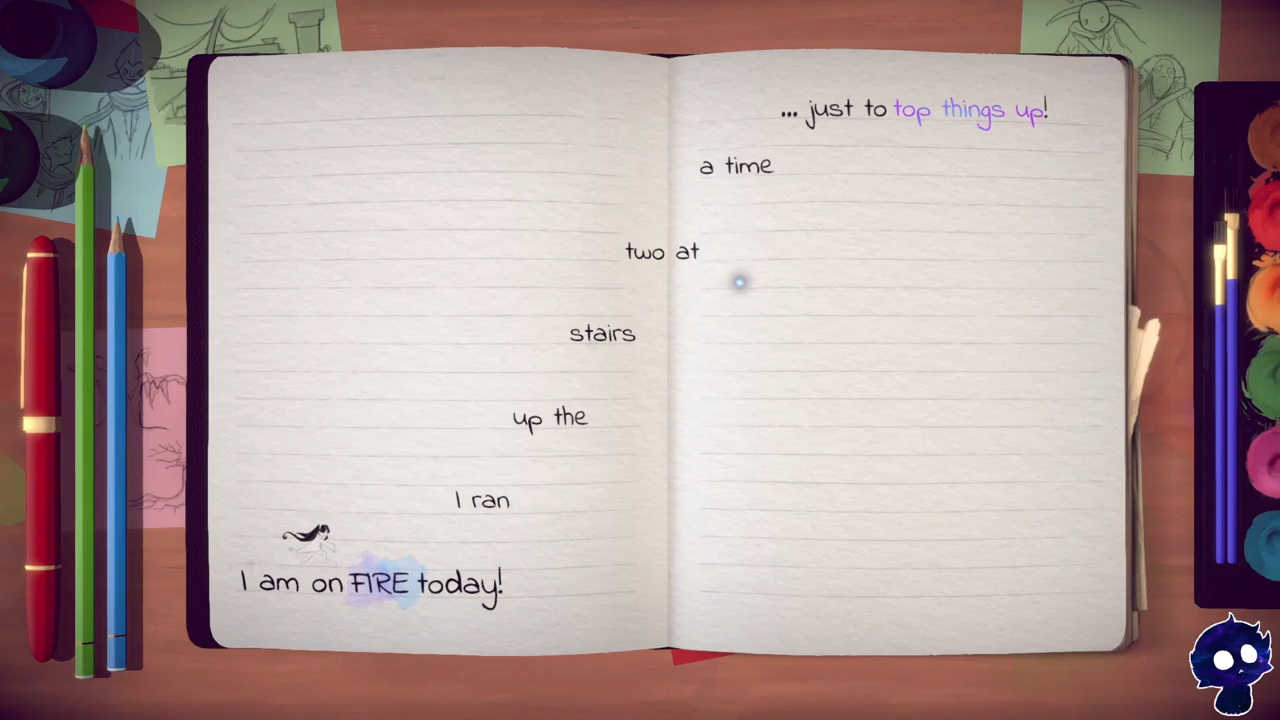 I am on FIRE today!
I ran
up the
stairs
two at
a time
... just to top things up!